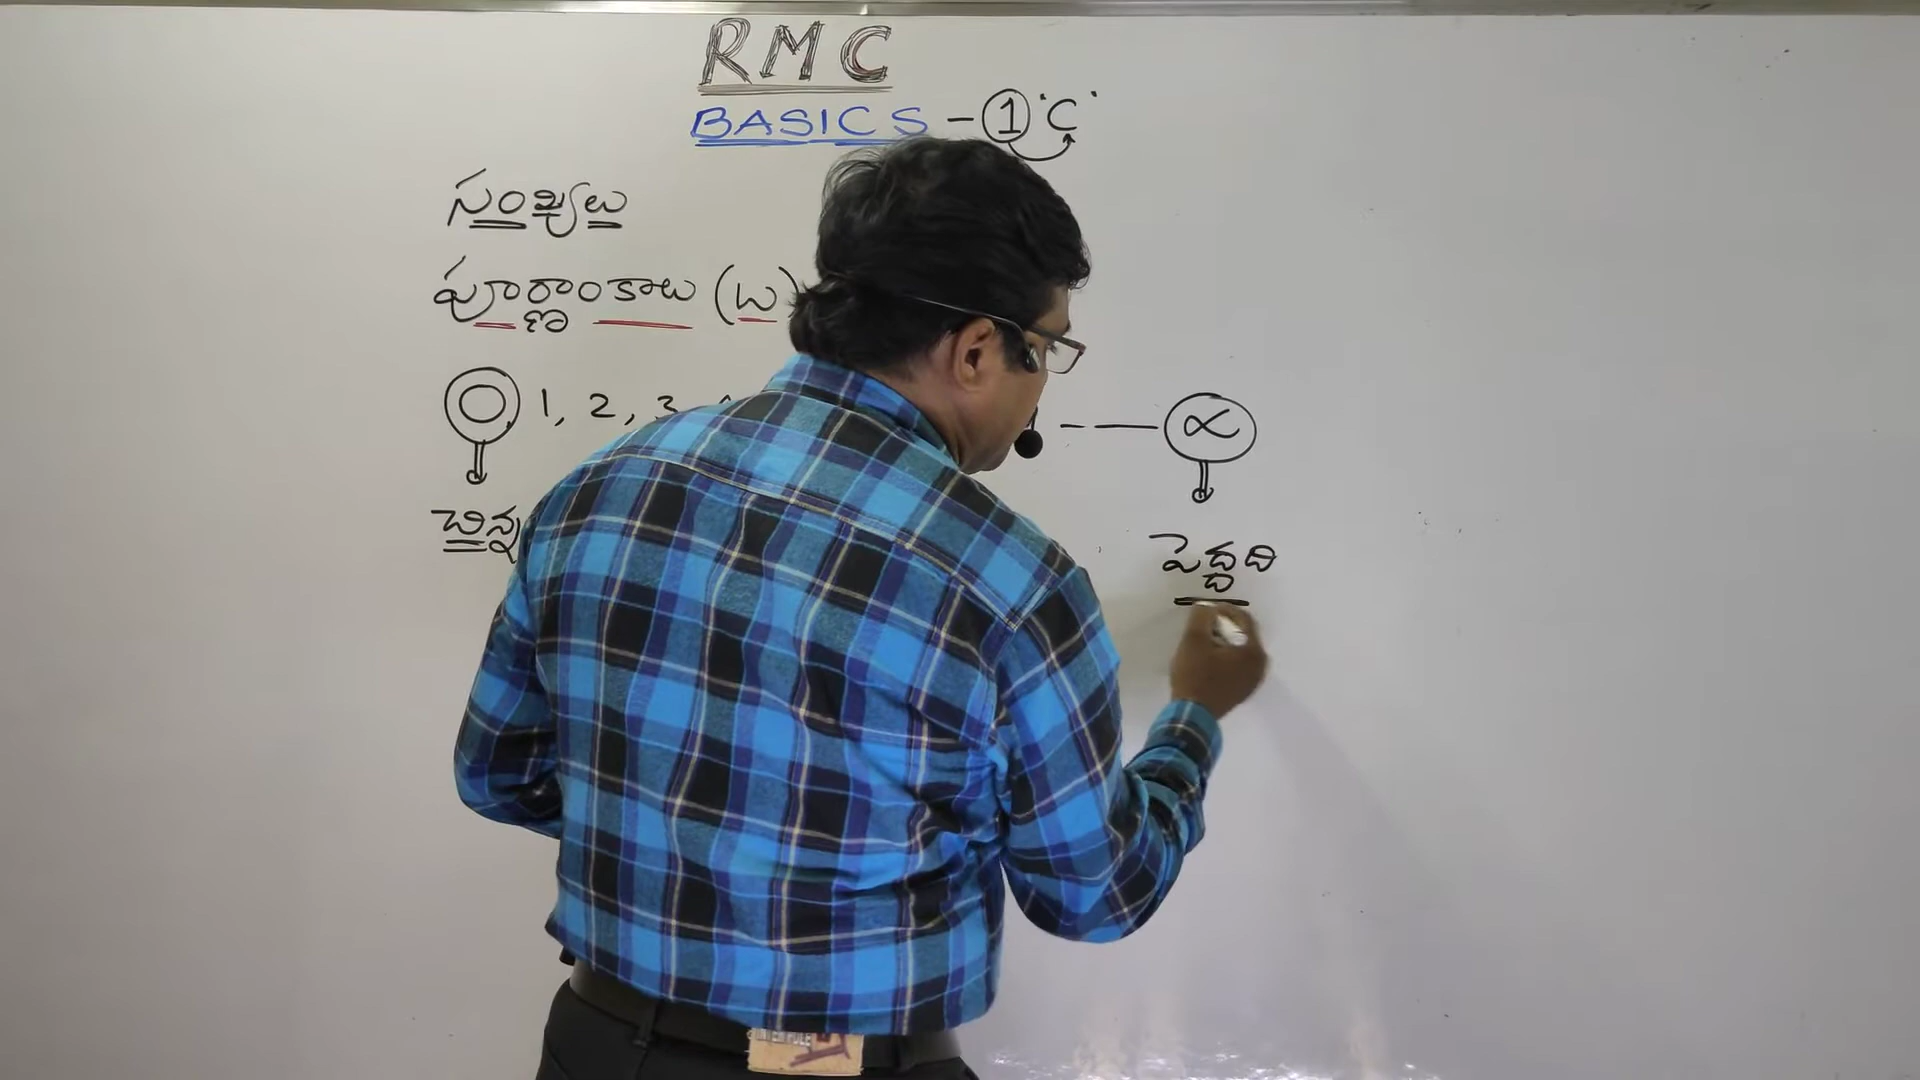 RMC
BASICS - 1 'C'
సంఖ్యలు
పూర్ణాంకాలు (W)
0 1, 2, 3, --- ∝
చిన్న
పెద్దది